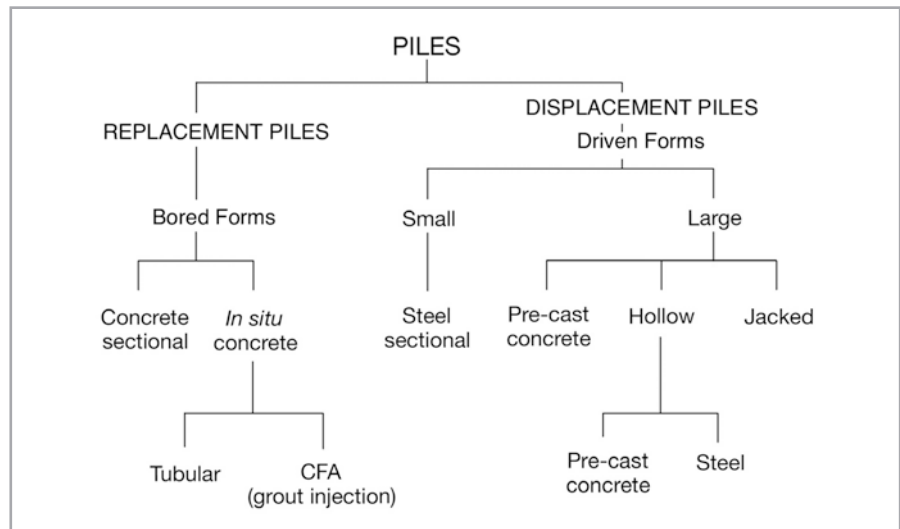 PILES
REPLACEMENT PILES
DISPLACEMENT PILES
Driven Forms
Bored Forms
Small
Large
Concrete
sectional
In situ
concrete
Steel
sectional
Pre-cast
concrete
Hollow
Jacked
Tubular
CFA
(grout injection)
Pre-cast
concrete
Steel